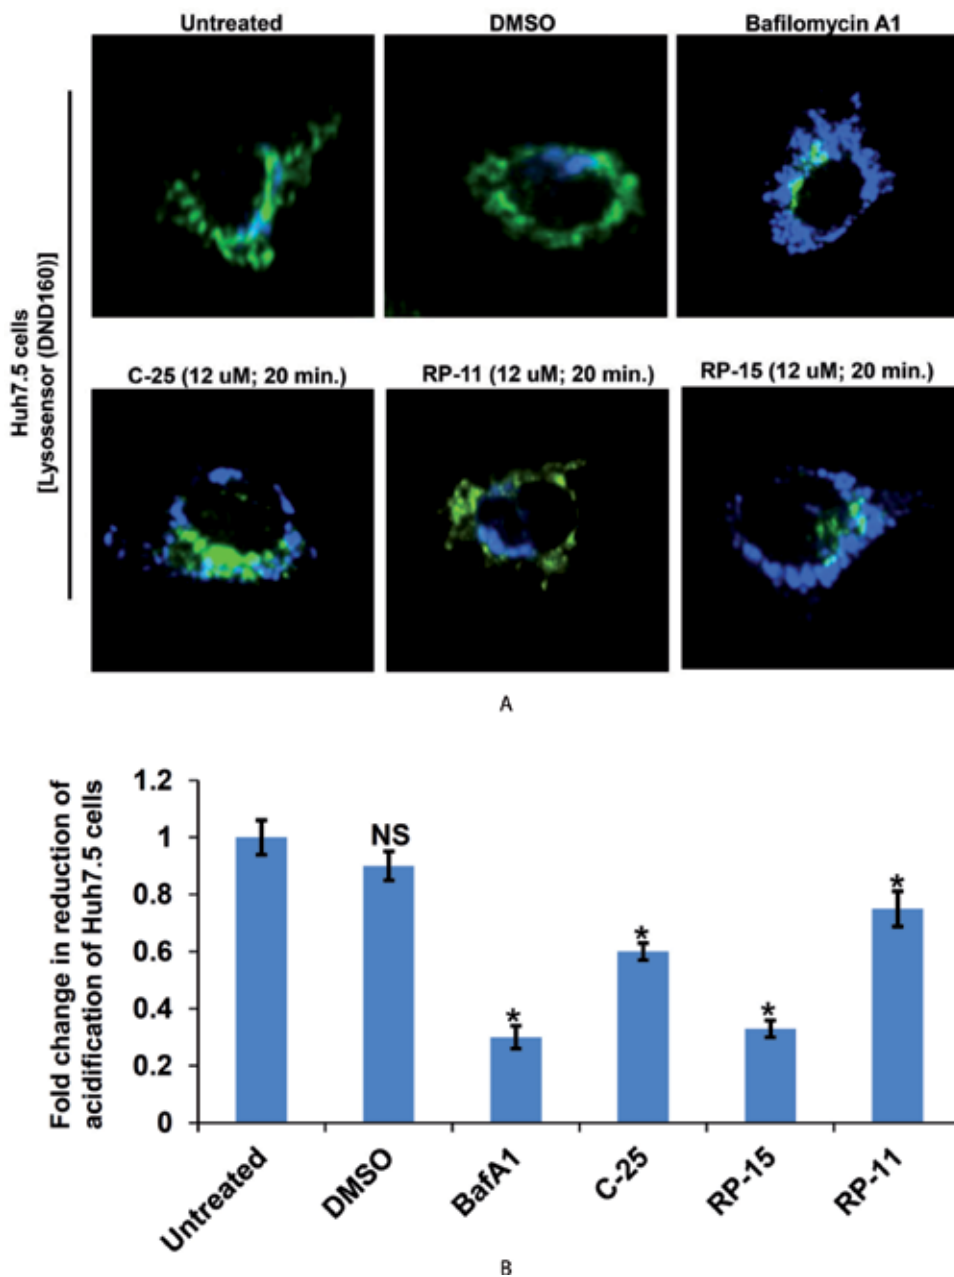 Untreated
DMSO
Bafilomycin A1
Huh7.5 cells
[Lysosensor (DND160)]
C-25 (12 uM; 20 min.)
RP-11 (12 uM; 20 min.)
RP-15 (12 uM; 20 min.)
A
Fold change in reduction of
acidification of Huh7.5 cells
1.2
1
0.8
0.6
0.4
0.2
0
NS
*
*
*
*
Untreated
DMSO
BafA1
C-25
RP-15
RP-11
B